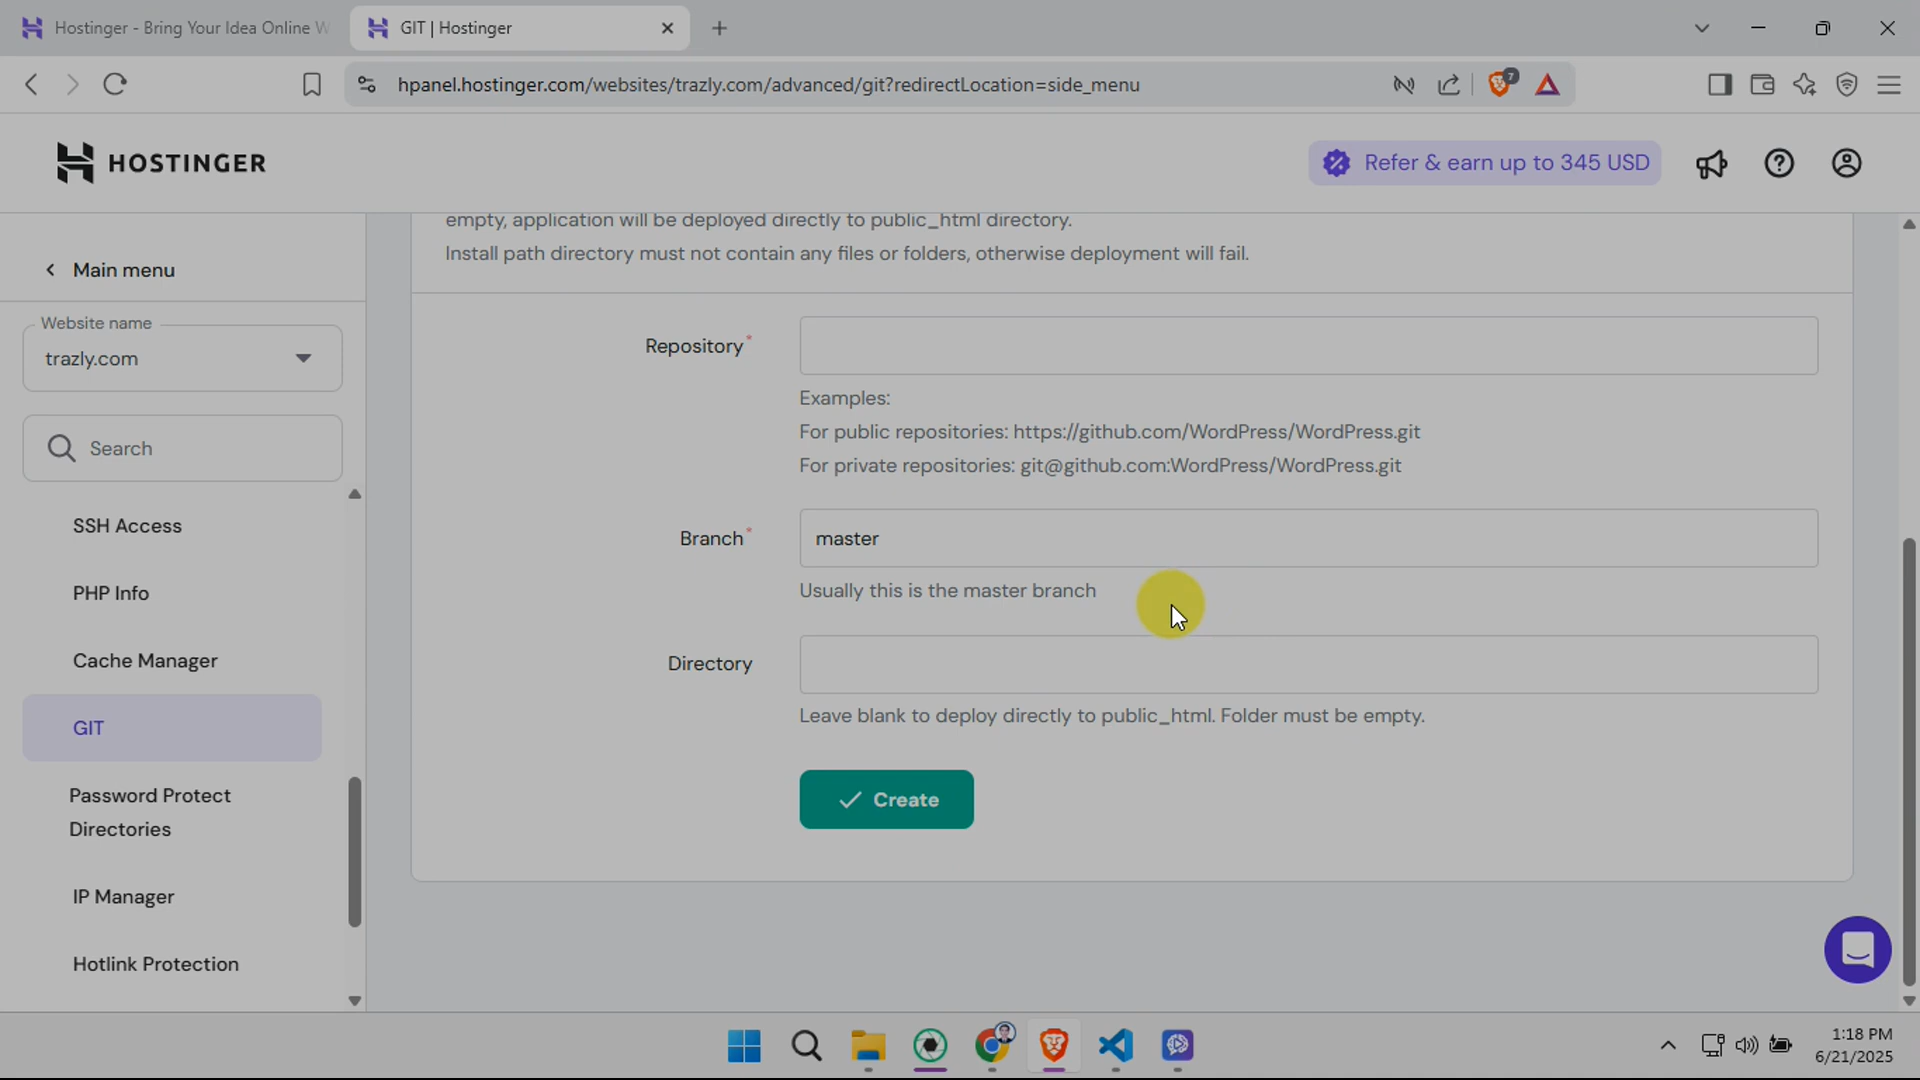 Hostinger - Bring Your Idea Online W
GIT | Hostinger
hpanel.hostinger.com/websites/trazly.com/advanced/git?redirectLocation=side_menu
7
HOSTINGER
Refer & earn up to 345 USD
Main menu
Website name
trazly.com
Search
SSH Access
PHP Info
Cache Manager
GIT
Password Protect
Directories
IP Manager
Hotlink Protection
empty, application will be deployed directly to public_html directory.
Install path directory must not contain any files or folders, otherwise deployment will fail.
Repository*
Examples:
For public repositories: https://github.com/WordPress/WordPress.git
For private repositories: git@github.com:WordPress/WordPress.git
Branch*
master
Usually this is the master branch
Directory
Leave blank to deploy directly to public_html. Folder must be empty.
Create
1:18 PM
6/21/2025